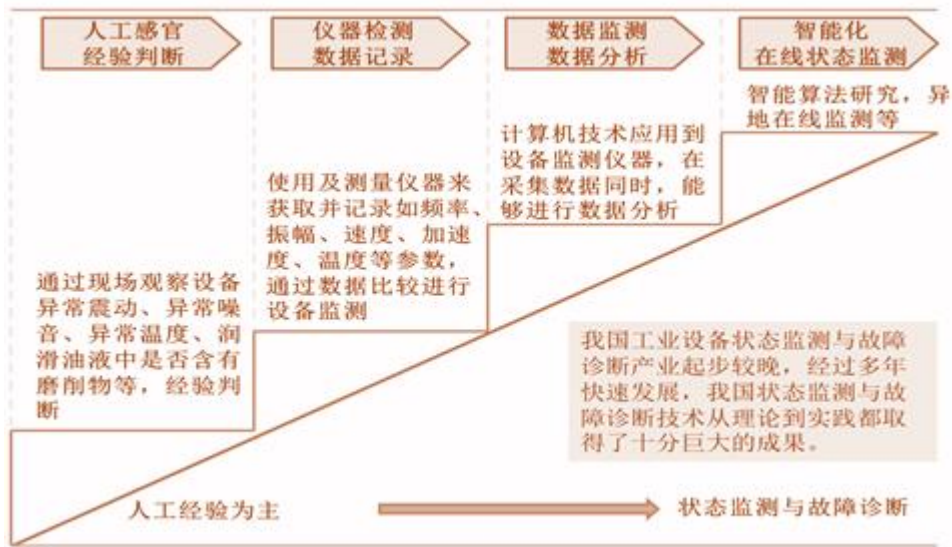 人工感官
经验判断
仪器检测
数据记录
数据监测
数据分析
智能化
在线状态监测
通过现场观察设备
异常震动、异常噪
音、异常温度、润
滑油液中是否含有
磨削物等，经验判
断
使用及测量仪器来
获取并记录如频率、
振幅、速度、加速
度、温度等参数，
通过数据比较进行
设备监测
计算机技术应用到
设备监测仪器，在
采集数据同时，能
够进行数据分析
智能算法研究，异
地在线监测等
我国工业设备状态监测与故障
诊断产业起步较晚，经过多年
快速发展，我国状态监测与故
障诊断技术从理论到实践都取
得了十分巨大的成果。
人工经验为主
状态监测与故障诊断